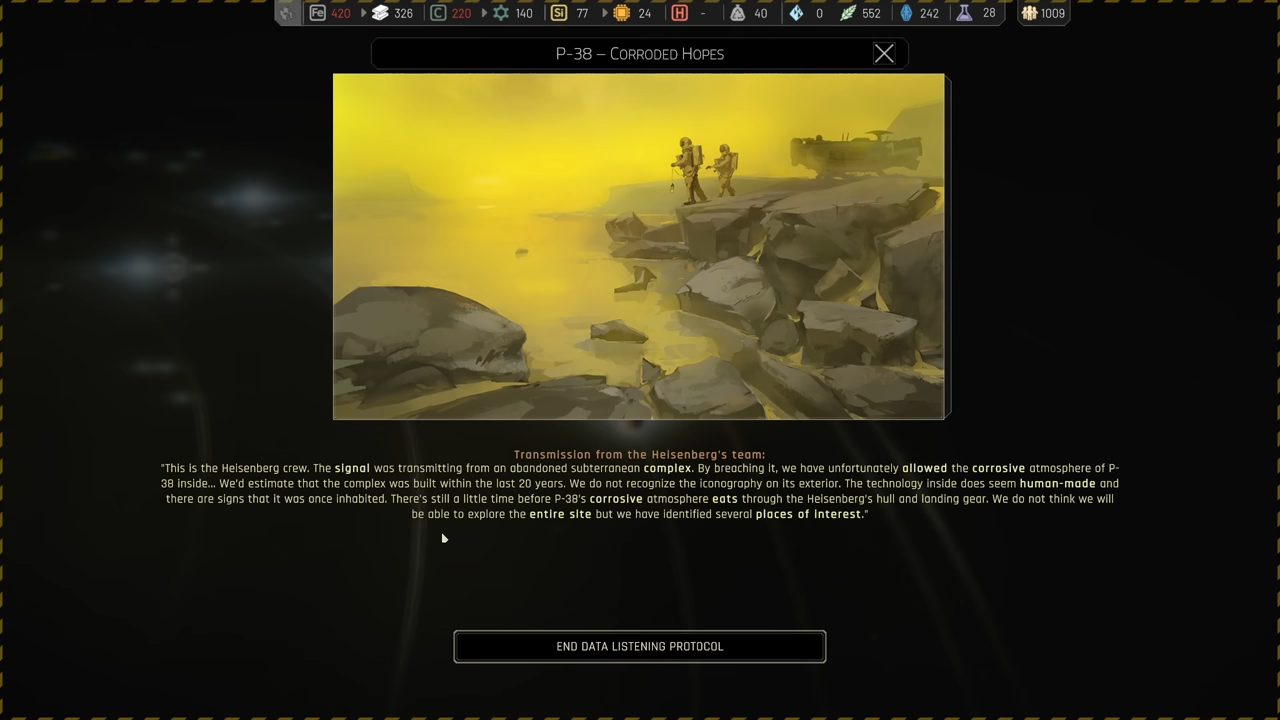 Fe 420 326 C 220 140 Si 77 24 H - 40 0 552 242 28 1009
P-38 – Corroded Hopes
Transmission from the Heisenberg's team:
"This is the Heisenberg crew. The signal was transmitting from an abandoned subterranean complex. By breaching it, we have unfortunately allowed the corrosive atmosphere of P-
38 inside... We'd estimate that the complex was built within the last 20 years. We do not recognize the iconography on its exterior. The technology inside does seem human-made and
there are signs that it was once inhabited. There's still a little time before P-38's corrosive atmosphere eats through the Heisenberg's hull and landing gear. We do not think we will
be able to explore the entire site but we have identified several places of interest."
END DATA LISTENING PROTOCOL